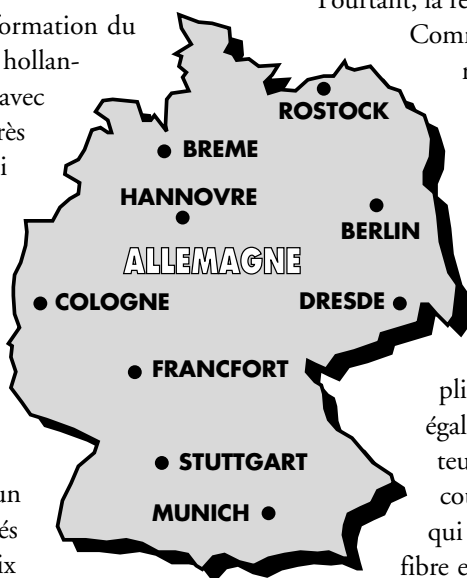 formation du
hollan-
avec
rès
i
un
és
ix
Pourtant, la re
Comm
ROSTOCK
BREME
HANNOVRE
BERLIN
ALLEMAGNE
COLOGNE
DRESDE
FRANCFORT
STUTTGART
MUNICH
pli
égal
teu
cou
qui
fibre e